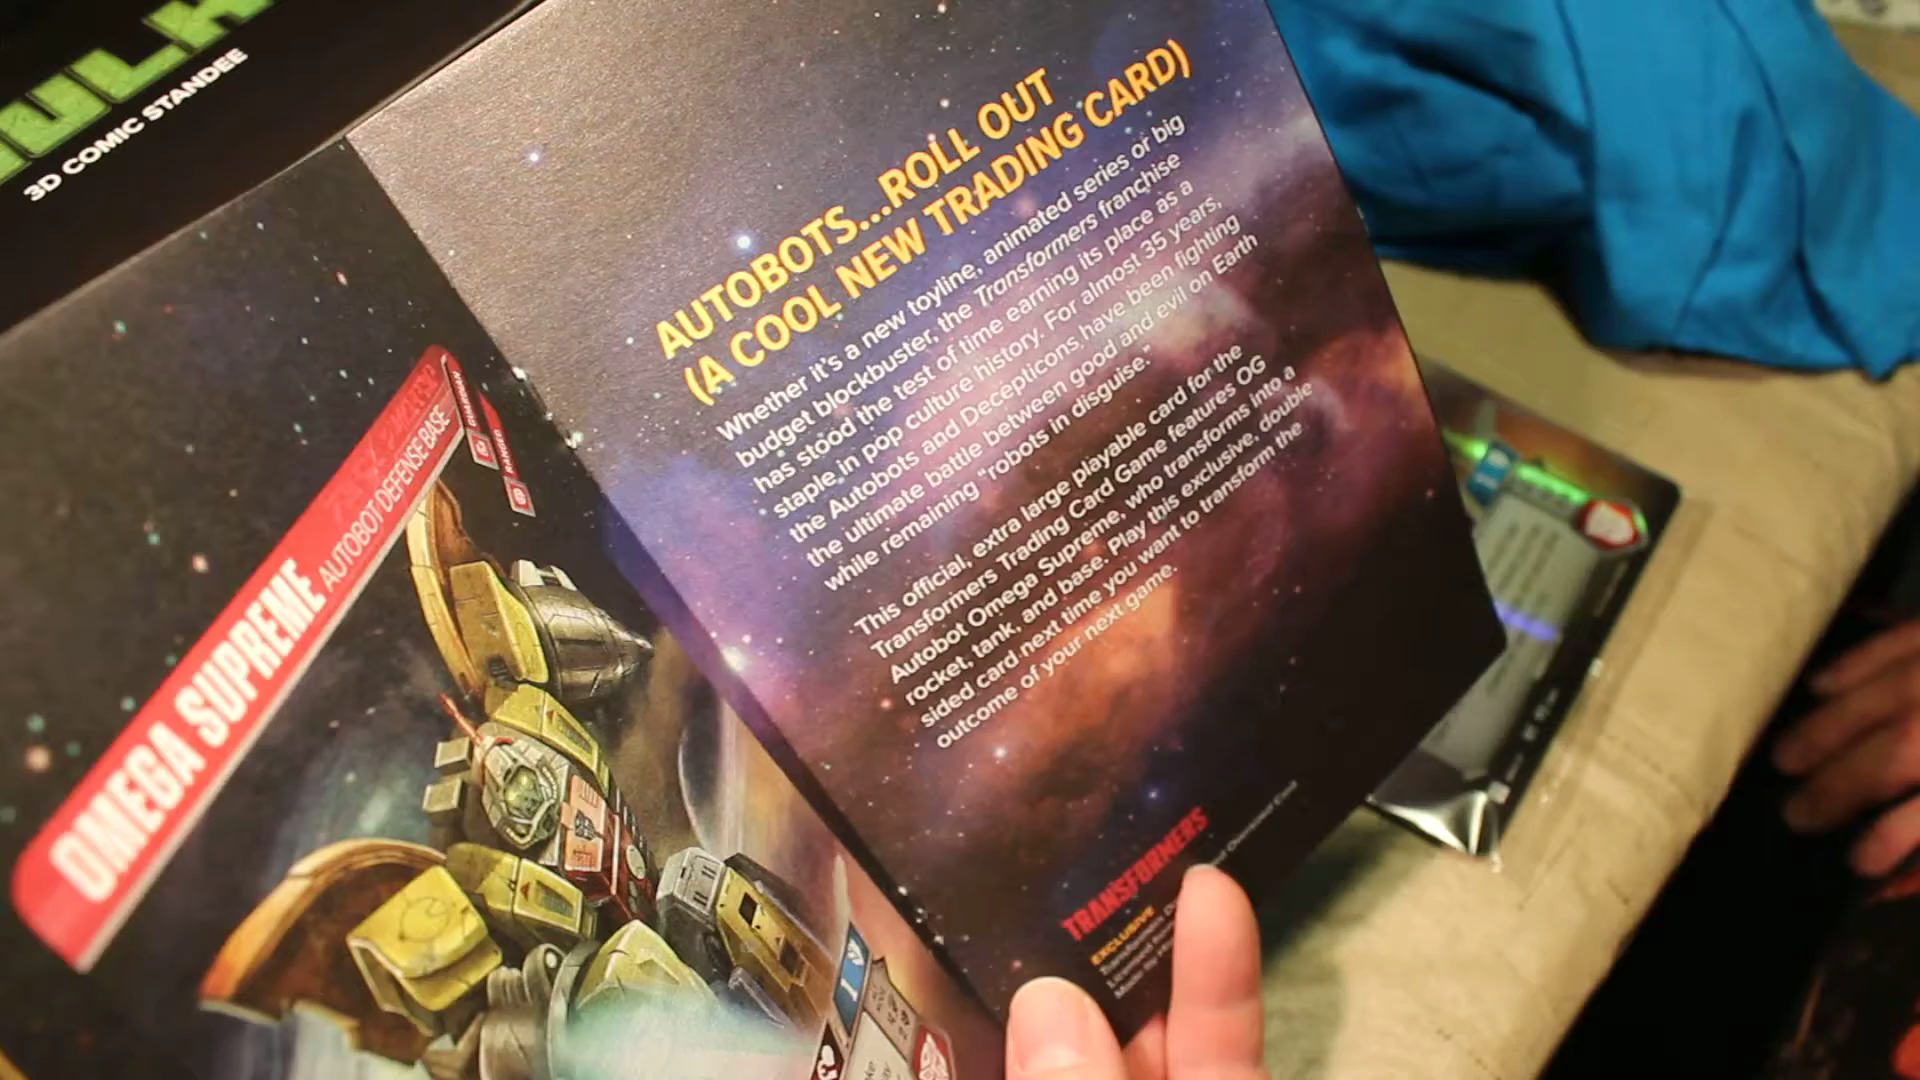 HULK
3D COMIC STANDEE
AUTOBOTS...ROLL OUT
(A COOL NEW TRADING CARD)
Whether it's a new toyline, animated series or big
budget blockbuster, the Transformers franchise
has stood the test of time earning its place as a
staple in pop culture history. For almost 35 years,
the Autobots and Decepticons have been fighting
the ultimate battle between good and evil on Earth
while remaining "robots in disguise."
This official, extra large playable card for the
Transformers Trading Card Game features OG
Autobot Omega Supreme, who transforms into a
rocket, tank, and base. Play this exclusive, double
sided card next time you want to transform the
outcome of your next game.
TRANSFORMERS
EXCLUSIVE
OMEGA SUPREME AUTOBOT DEFENSE BASE
GUARDIAN
RANGED